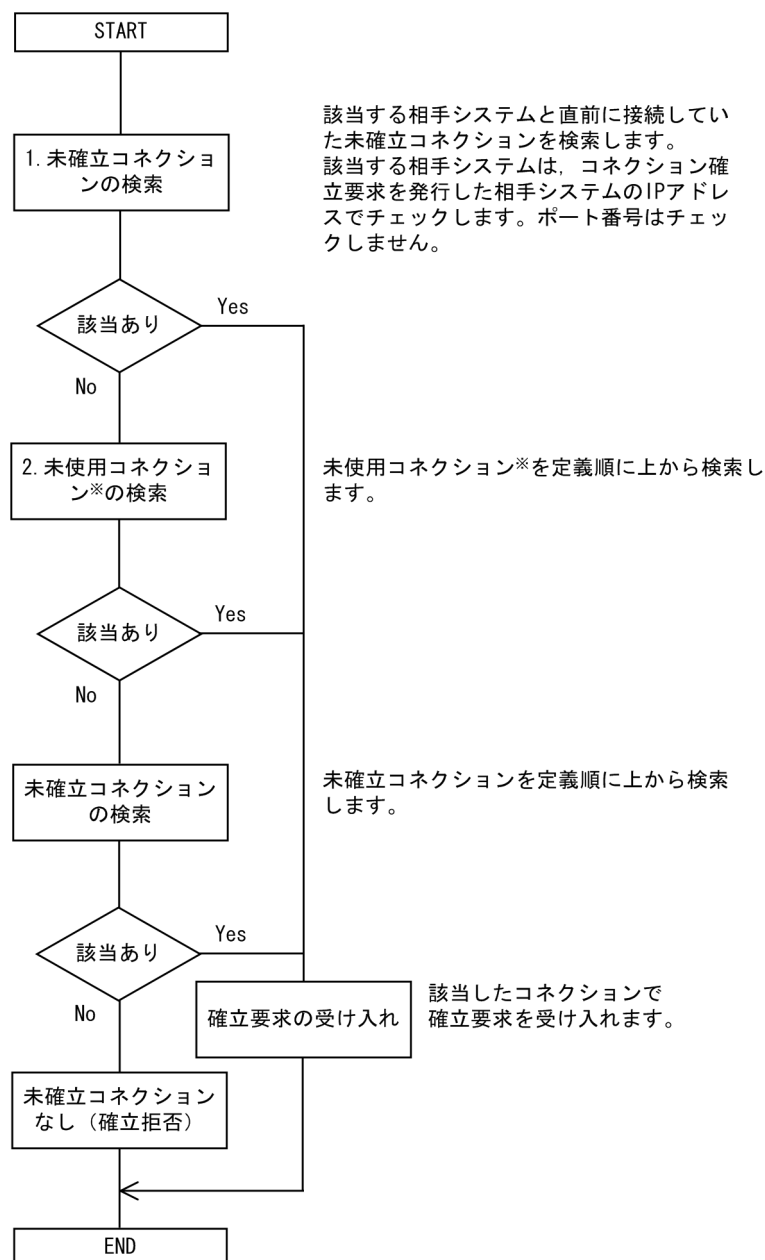 START
該当する相手システムと直前に接続してい
た未確立コネクションを検索します。
該当する相手システムは，コネクション確
立要求を発行した相手システムのIPアドレ
スでチェックします。ポート番号はチェッ
クしません。
1.未確立コネクショ
ンの検索
該当あり
Yes
No
2.未使用コネクショ
ン※の検索
未使用コネクション※を定義順に上から検索し
ます。
該当あり
Yes
No
未確立コネクション
の検索
未確立コネクションを定義順に上から検索
します。
該当あり
Yes
No
確立要求の受け入れ
該当したコネクションで
確立要求を受け入れます。
未確立コネクション
なし（確立拒否）
END